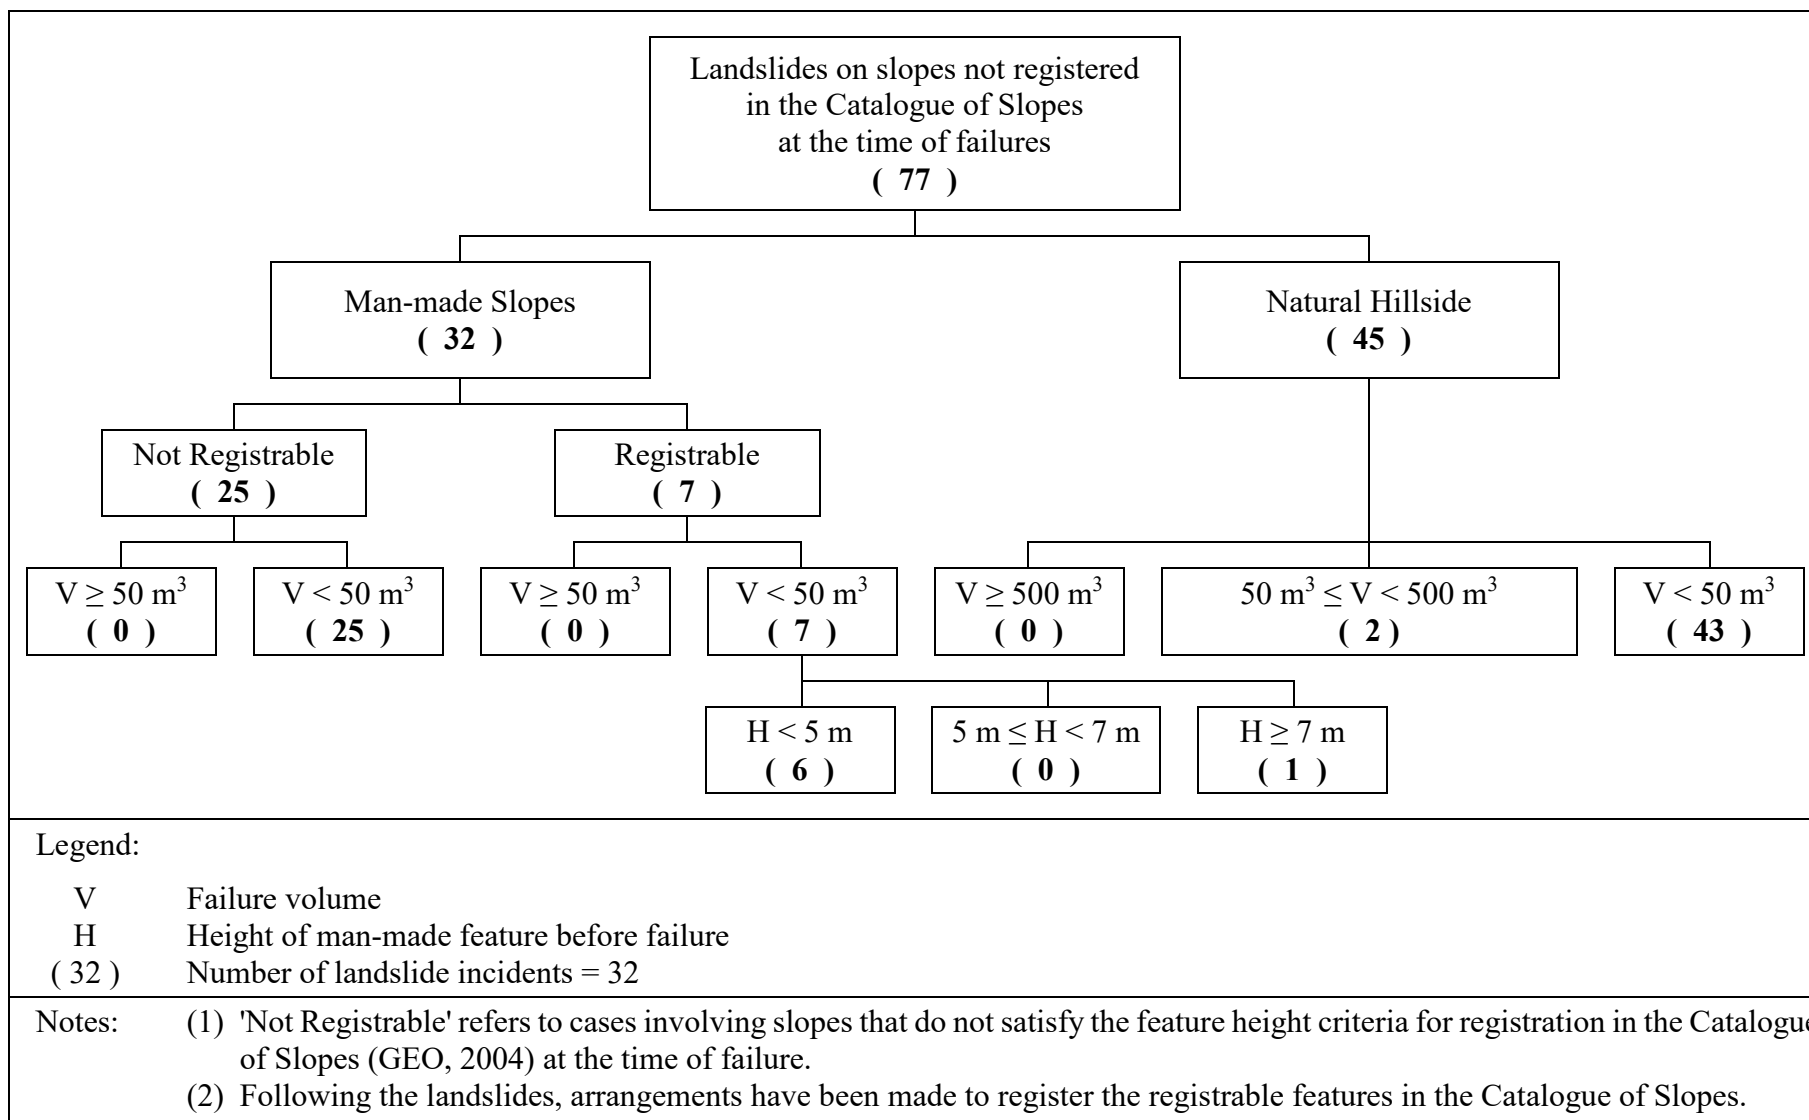 Landslides on slopes not registered
in the Catalogue of Slopes
at the time of failures
( 77 )
Man-made Slopes
( 32 )
Natural Hillside
( 45 )
Not Registrable
( 25 )
Registrable
( 7 )
V ≥ 50 m³
( 0 )
V < 50 m³
( 25 )
V ≥ 50 m³
( 0 )
V < 50 m³
( 7 )
V ≥ 500 m³
( 0 )
50 m³ ≤ V < 500 m³
( 2 )
V < 50 m³
( 43 )
H < 5 m
( 6 )
5 m ≤ H < 7 m
( 0 )
H ≥ 7 m
( 1 )
Legend:
V Failure volume
H Height of man-made feature before failure
( 32 ) Number of landslide incidents = 32
Notes: (1) 'Not Registrable' refers to cases involving slopes that do not satisfy the feature height criteria for registration in the Catalogue
of Slopes (GEO, 2004) at the time of failure.
(2) Following the landslides, arrangements have been made to register the registrable features in the Catalogue of Slopes.